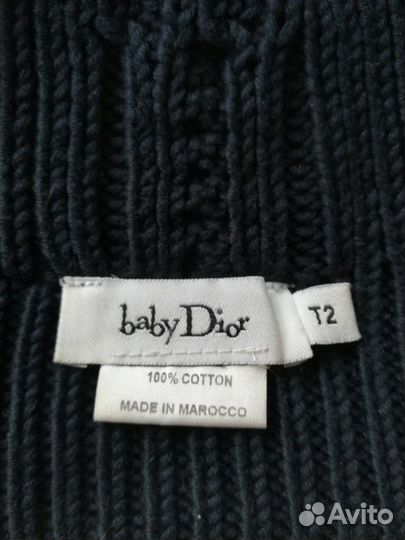 baby Dior
T2
100% COTTON
MADE IN MAROCCO
Avito